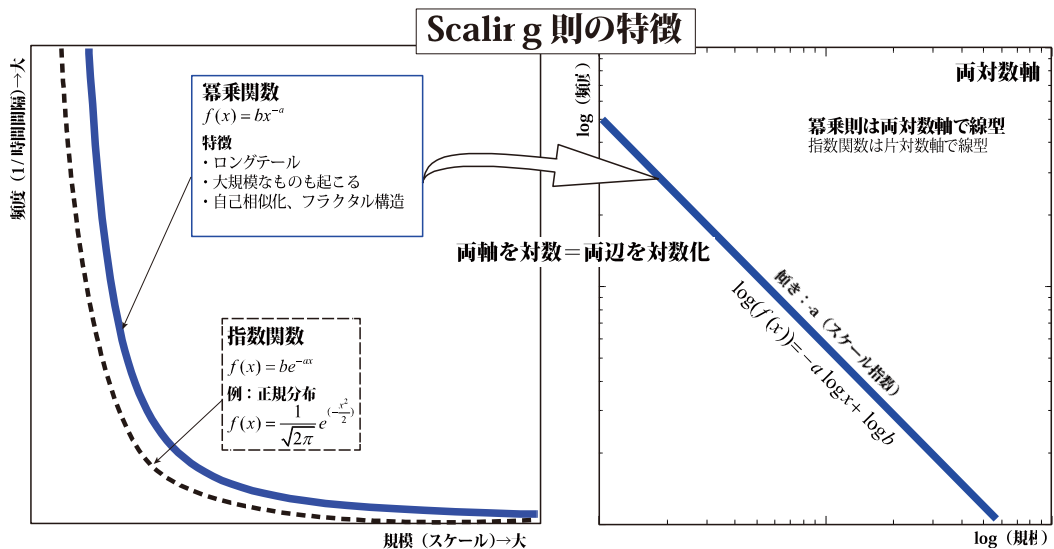 Scaling 則の特徴
頻度（1/時間間隔)→大
冪乗関数
f(x) = bx^{-a}
特徴
・ロングテール
・大規模なものも起こる
・自己相似化、フラクタル構造
指数関数
f(x) = be^{-ax}
例：正規分布
f(x) = \frac{1}{\sqrt{2π}} e^{(-\frac{x^2}{2})}
規模（スケール)→大
両軸を対数＝両辺を対数化
log（頻度）
両対数軸
冪乗則は両対数軸で線型
指数関数は片対数軸で線型
傾き：-a（スケール指数）
log(f(x)) = −a log x + log b
log（規模）